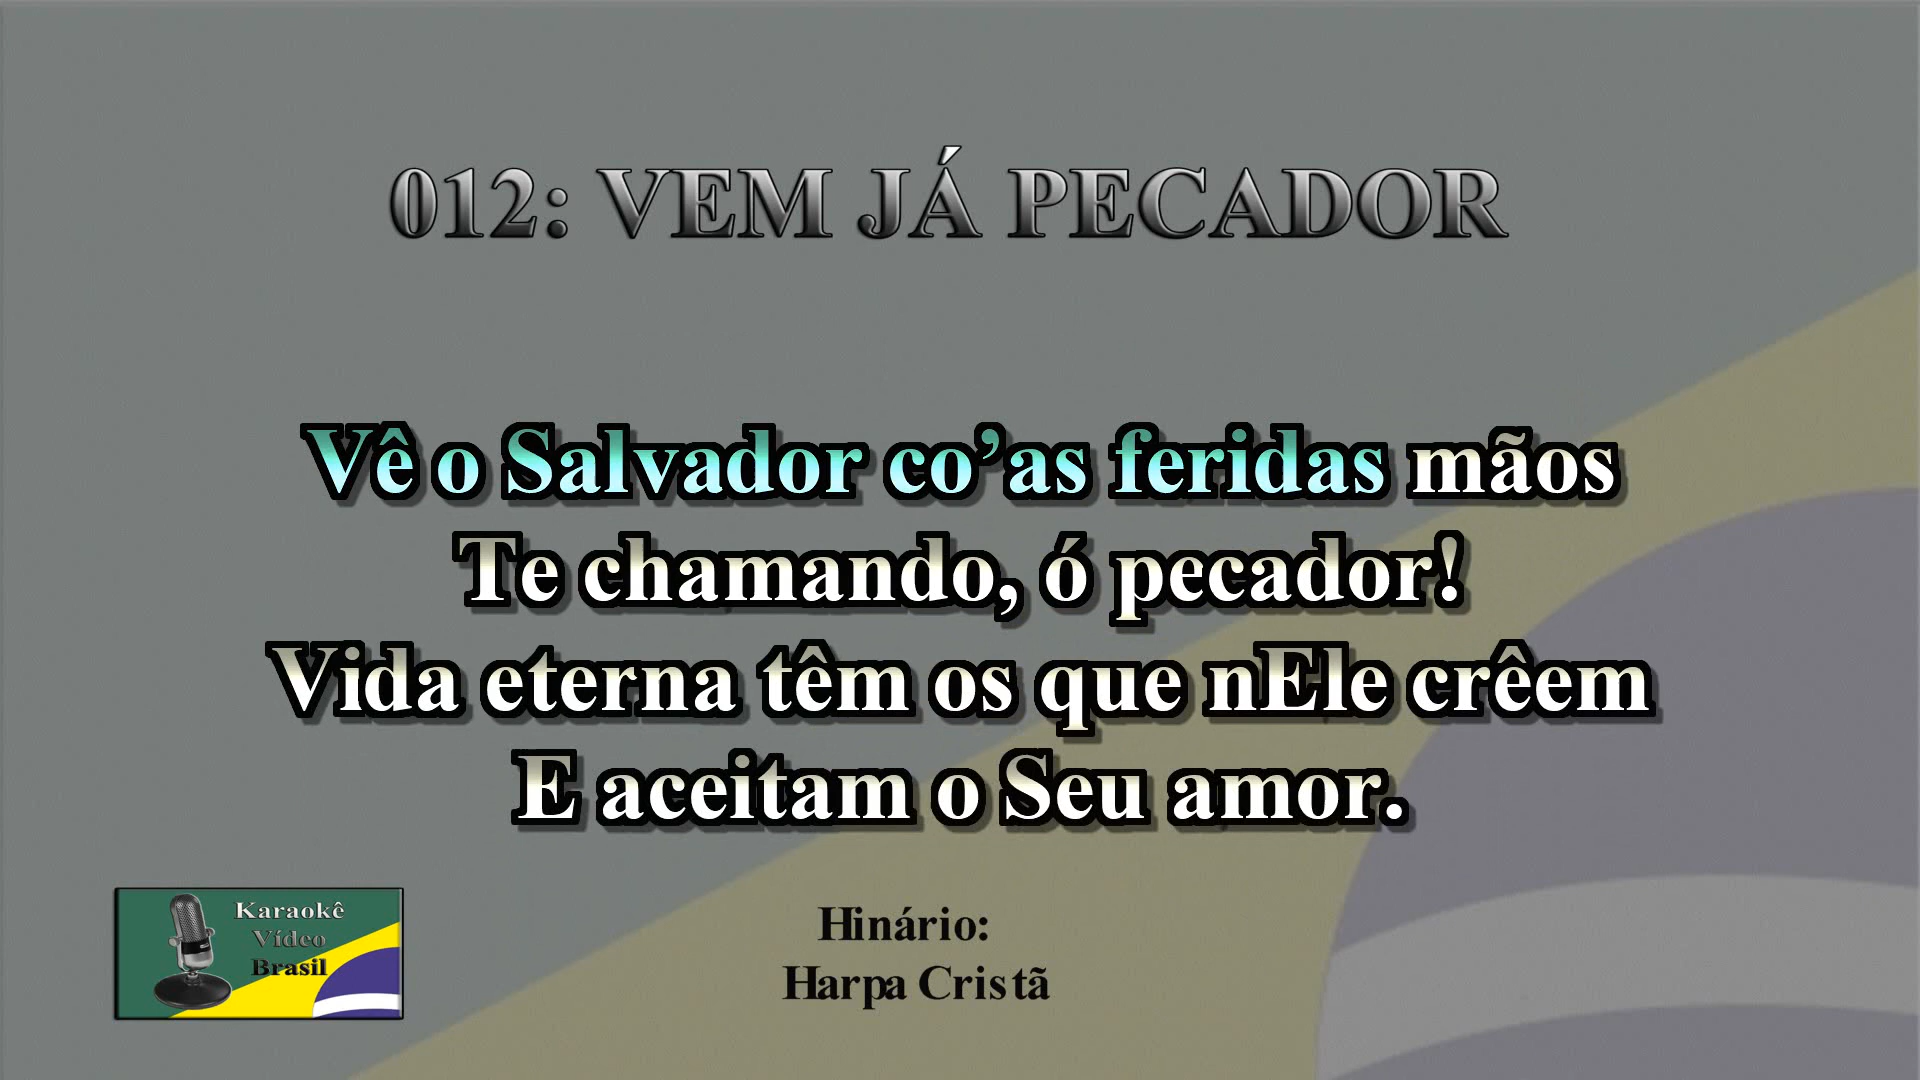 012: VEM JÁ PECADOR
Vê o Salvador co’as feridas mãos
Te chamando, ó pecador!
Vida eterna têm os que nEle crêem
E aceitam o Seu amor.
Karaokê
Vídeo
Brasil
Hinário:
Harpa Cristã